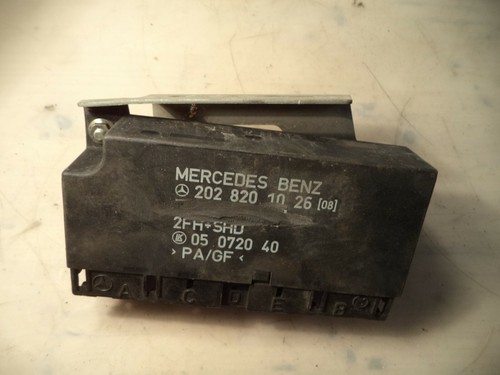 MERCEDES BENZ
202 820 10 26 [08]
2FH+SHD
05 0720 40
> PA/GF <
A C D E B N